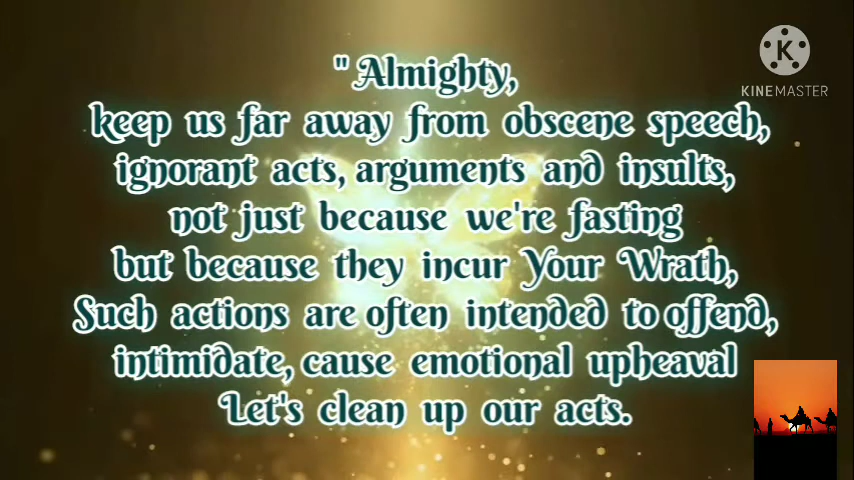 " Almighty,
keep us far away from obscene speech,
ignorant acts, arguments and insults,
not just because we're fasting
but because they incur Your Wrath,
Such actions are often intended to offend,
intimidate, cause emotional upheaval
Let's clean up our acts.
K
KINEMASTER